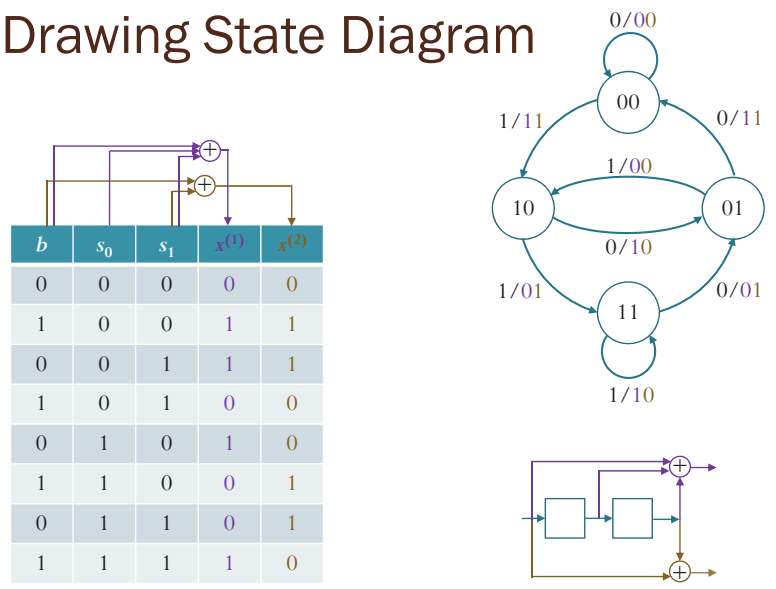 Drawing State Diagram
0/00
00
1/11
0/11
1/00
10
01
0/10
1/01
0/01
11
1/10
+
+
b s₀ s₁ x⁽¹⁾ x⁽²⁾
0 0 0 0 0
1 0 0 1 1
0 0 1 1 1
1 0 1 0 0
0 1 0 1 0
1 1 0 0 1
0 1 1 0 1
1 1 1 1 0
+
+